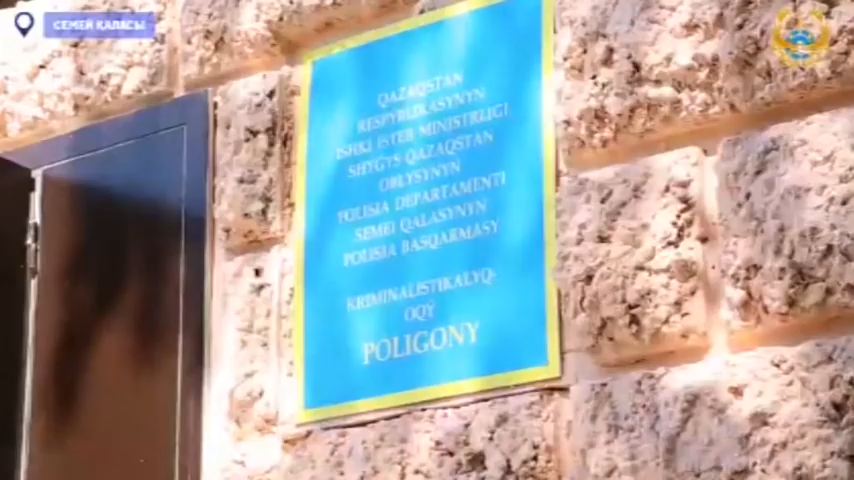 СЕМЕЙ ҚАЛАСЫ
QAZAQSTAN
RESPÝBLIKASYNYŃ
ISHKI ISTER MINISTRLIGI
SHYǴYS QAZAQSTAN
OBLYSYNYŃ
POLISIA DEPARTAMENTI
SEMEI QALASYNYŃ
POLISIA BASQARMASY
KRIMINALISTIKALYQ-
OQÝ
POLIGONY